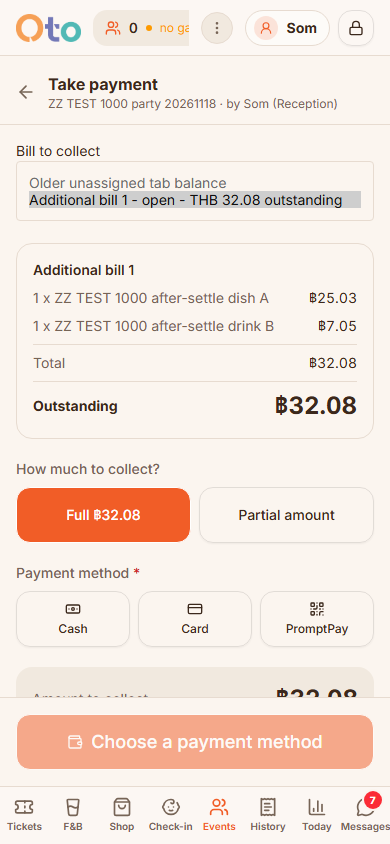 Oto
0
no ga
Som
Take payment
ZZ TEST 1000 party 20261118 · by Som (Reception)
Bill to collect
Older unassigned tab balance
Additional bill 1 - open - THB 32.08 outstanding
Additional bill 1
1 x ZZ TEST 1000 after-settle dish A ฿25.03
1 x ZZ TEST 1000 after-settle drink B ฿7.05
Total ฿32.08
Outstanding ฿32.08
How much to collect?
Full ฿32.08
Partial amount
Payment method *
Cash
Card
PromptPay
Amount to collect ฿32.08
Choose a payment method
7
Tickets
F&B
Shop
Check-in
Events
History
Today
Messages